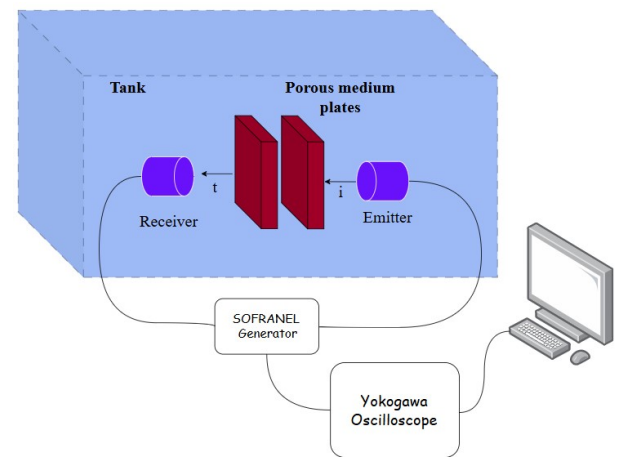 Tank
Porous medium
plates
t
i
Receiver
Emitter
SOFRANEL
Generator
Yokogawa
Oscilloscope